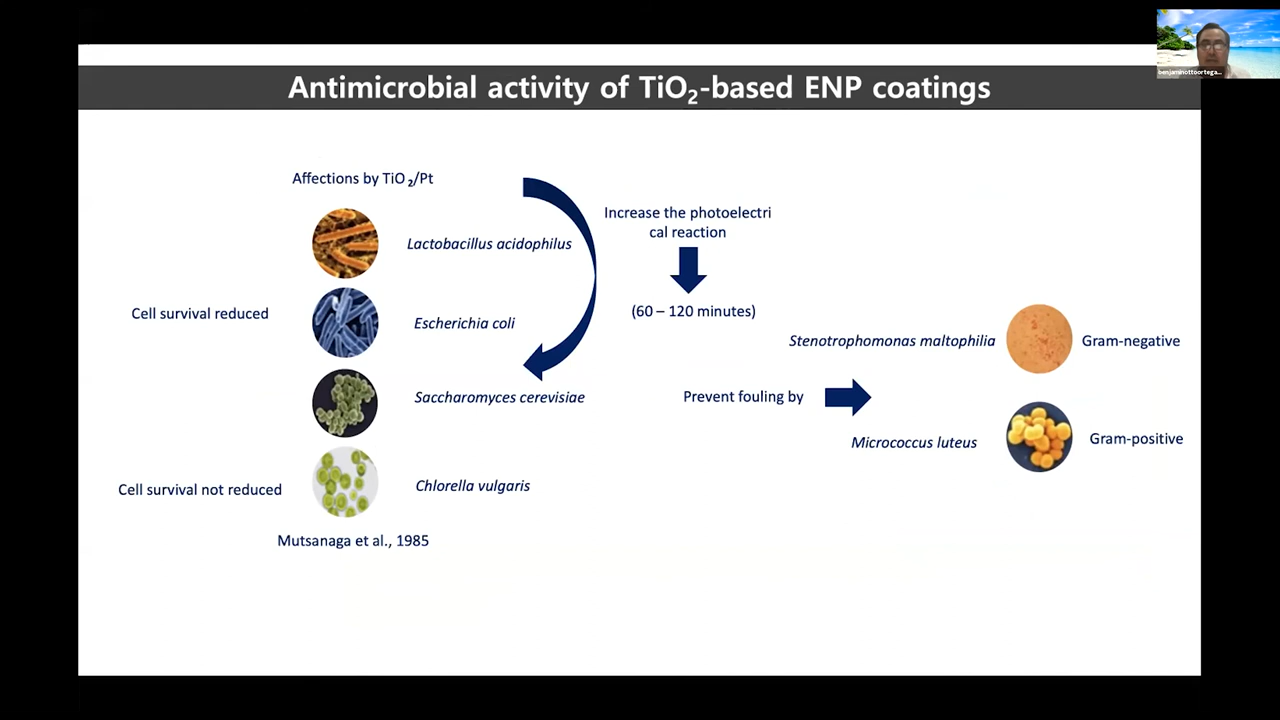 benjaminottoortega...
Antimicrobial activity of TiO₂-based ENP coatings
Affections by TiO₂/Pt
Lactobacillus acidophilus
Cell survival reduced
Escherichia coli
Saccharomyces cerevisiae
Cell survival not reduced
Chlorella vulgaris
Mutsanaga et al., 1985
Increase the photoelectri
cal reaction
(60 – 120 minutes)
Prevent fouling by
Stenotrophomonas maltophilia
Gram-negative
Micrococcus luteus
Gram-positive